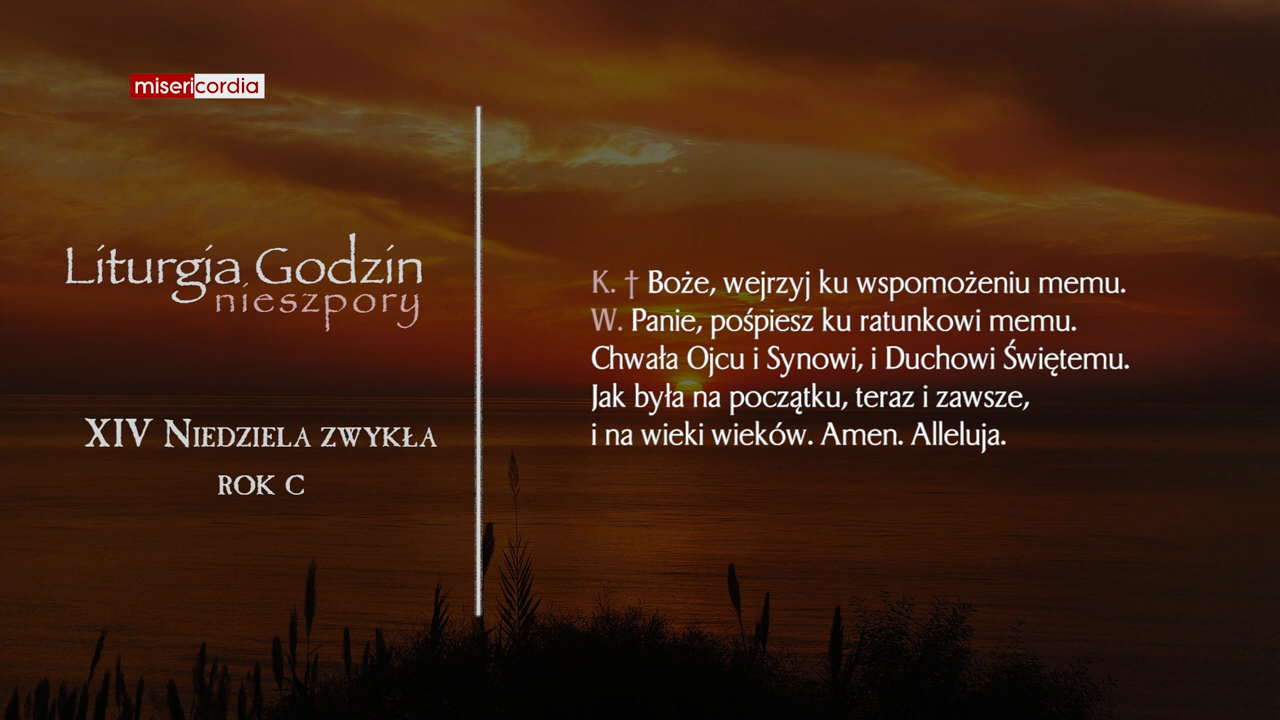 misericordia
Liturgia Godzin
nieszpory
XIV Niedziela zwykła
rok C
K. † Boże, wejrzyj ku wspomożeniu memu.
W. Panie, pośpiesz ku ratunkowi memu.
Chwała Ojcu i Synowi, i Duchowi Świętemu.
Jak była na początku, teraz i zawsze,
i na wieki wieków. Amen. Alleluja.